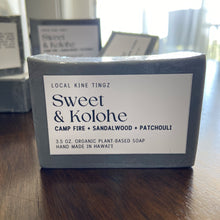 LOCAL KINE TINGZ
Sweet
& Kolohe
CAMP FIRE + SANDALWOOD + PATCHOULI
3.5 OZ. ORGANIC PLANT-BASED SOAP
HAND MADE IN HAWAI'I